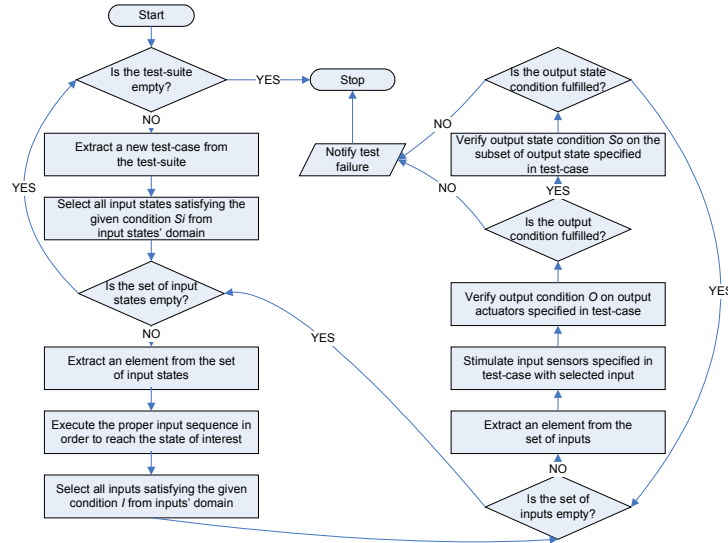 Start
Is the test-suite
empty?
YES
Stop
NO
Extract a new test-case from
the test-suite
Select all input states satisfying the
given condition Si from
input states' domain
YES
Is the set of input
states empty?
NO
Extract an element from the set
of input states
Execute the proper input sequence in
order to reach the state of interest
Select all inputs satisfying the given
condition I from inputs' domain
YES
Is the set of
inputs empty?
NO
Extract an element from the
set of inputs
Stimulate input sensors specified in
test-case with selected input
Verify output condition O on output
actuators specified in test-case
Is the output
condition fulfilled?
NO
YES
Notify test
failure
Verify output state condition So on the
subset of output state specified
in test-case
Is the output state
condition fulfilled?
NO
YES